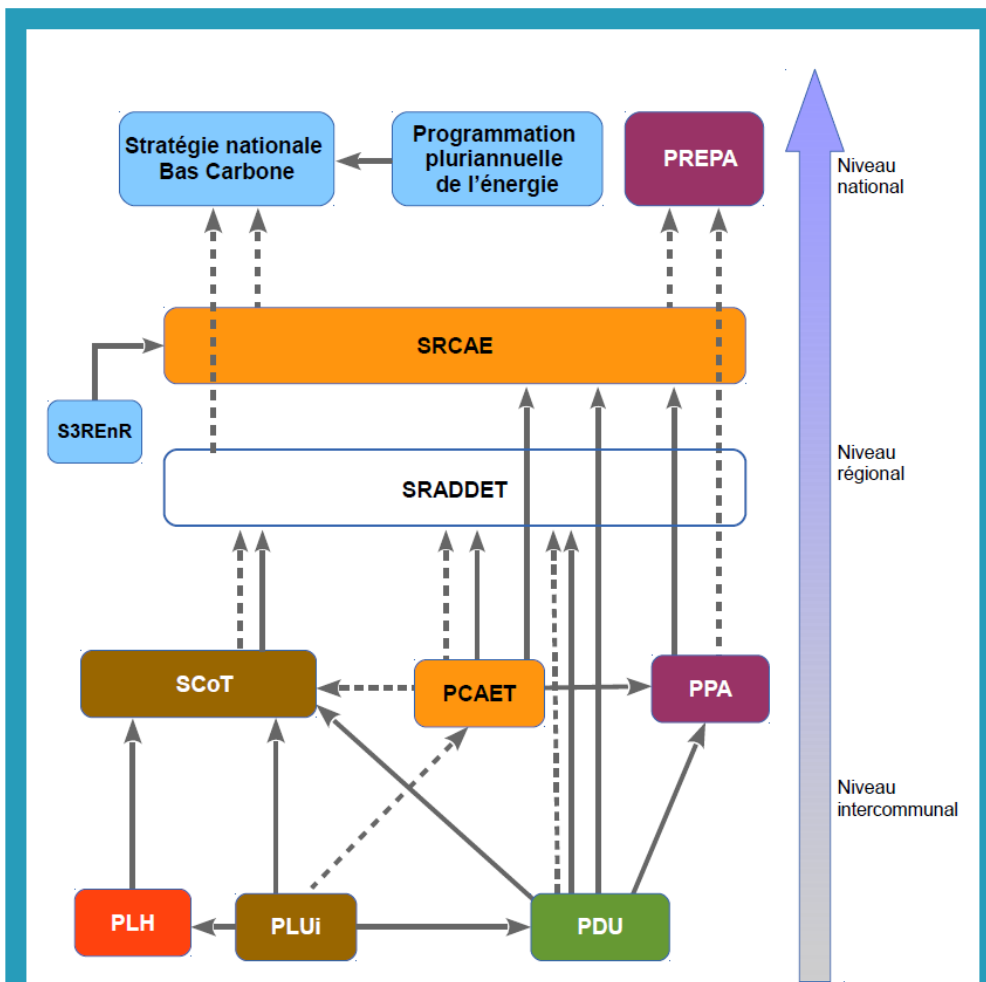 Stratégie nationale
Bas Carbone
Programmation
pluriannuelle
de l'énergie
PREPA
Niveau
national
SRCAE
S3REnR
SRADDET
Niveau
régional
SCoT
PCAET
PPA
Niveau
intercommunal
PLH
PLUi
PDU